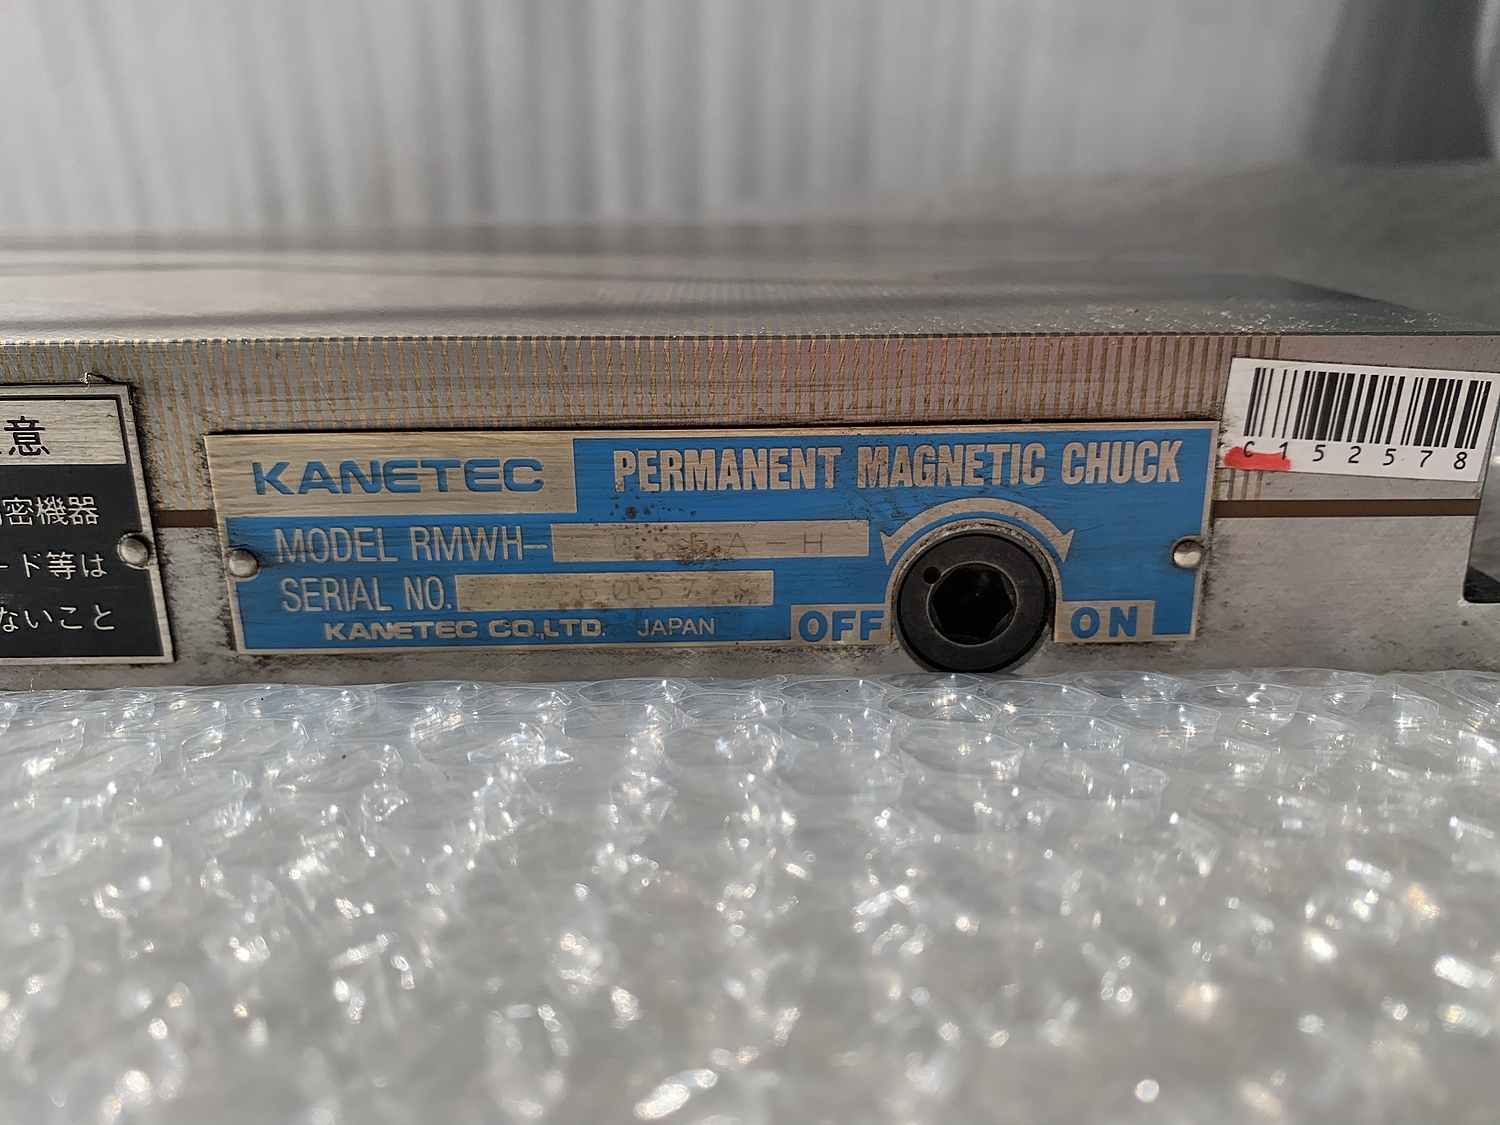 意
密機器
ード等は
ないこと
KANETEC
PERMANENT MAGNETIC CHUCK
MODEL RMWH-
A-H
SERIAL NO.
KANETEC CO.,LTD. JAPAN
OFF
ON
C152578